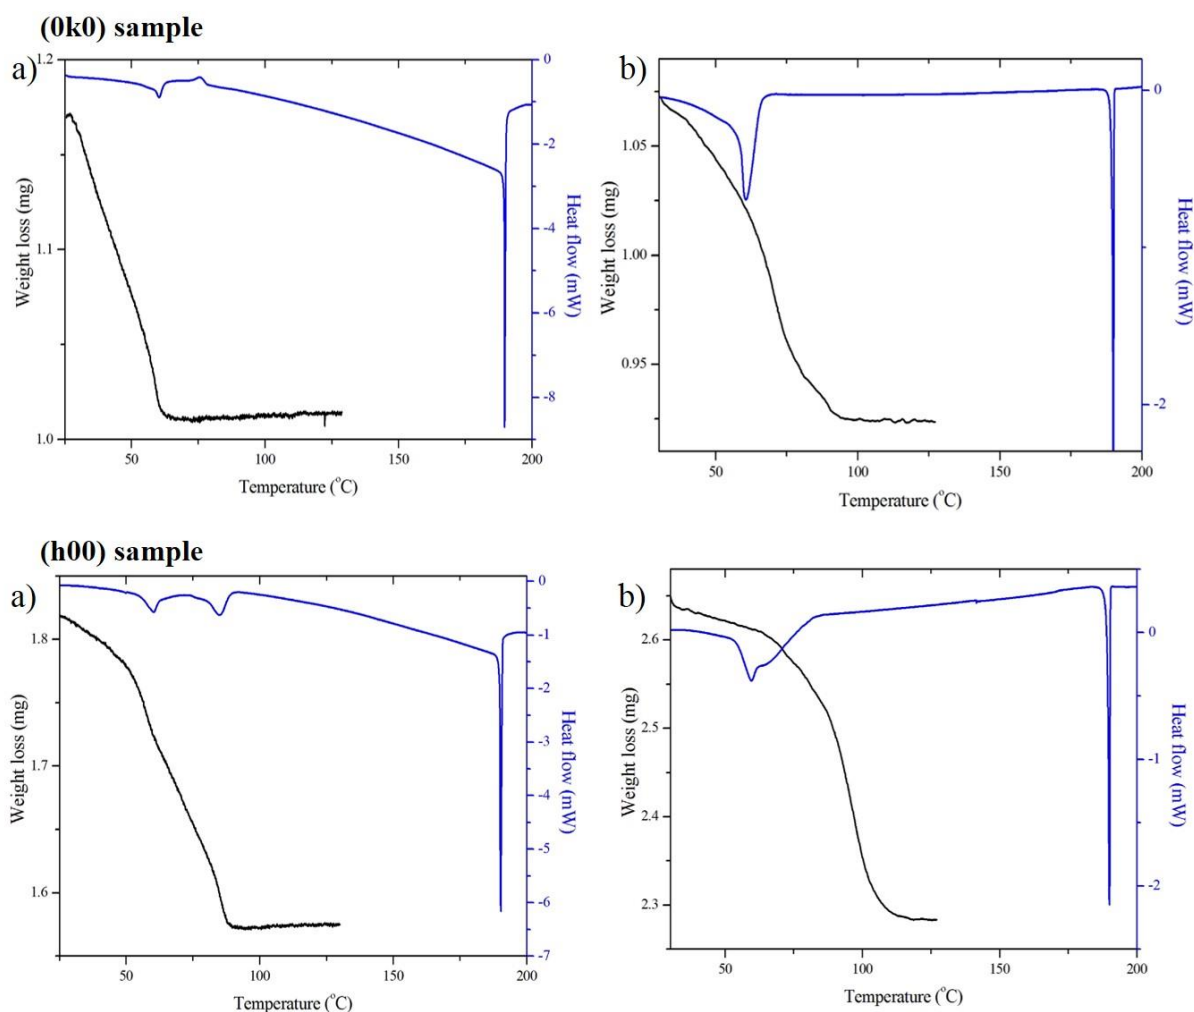 (0k0) sample
a)
1.2
1.1
1.0
Weight loss (mg)
50
100
150
200
Temperature (°C)
0
-2
-4
-6
-8
Heat flow (mW)
b)
1.05
1.00
0.95
Weight loss (mg)
50
100
150
200
Temperature (°C)
0
-2
Heat flow (mW)
(h00) sample
a)
1.8
1.7
1.6
Weight loss (mg)
50
100
150
200
Temperature (°C)
0
-1
-2
-3
-4
-5
-6
-7
Heat flow (mW)
b)
2.6
2.5
2.4
2.3
Weight loss (mg)
50
100
150
200
Temperature (°C)
0
-1
-2
Heat flow (mW)